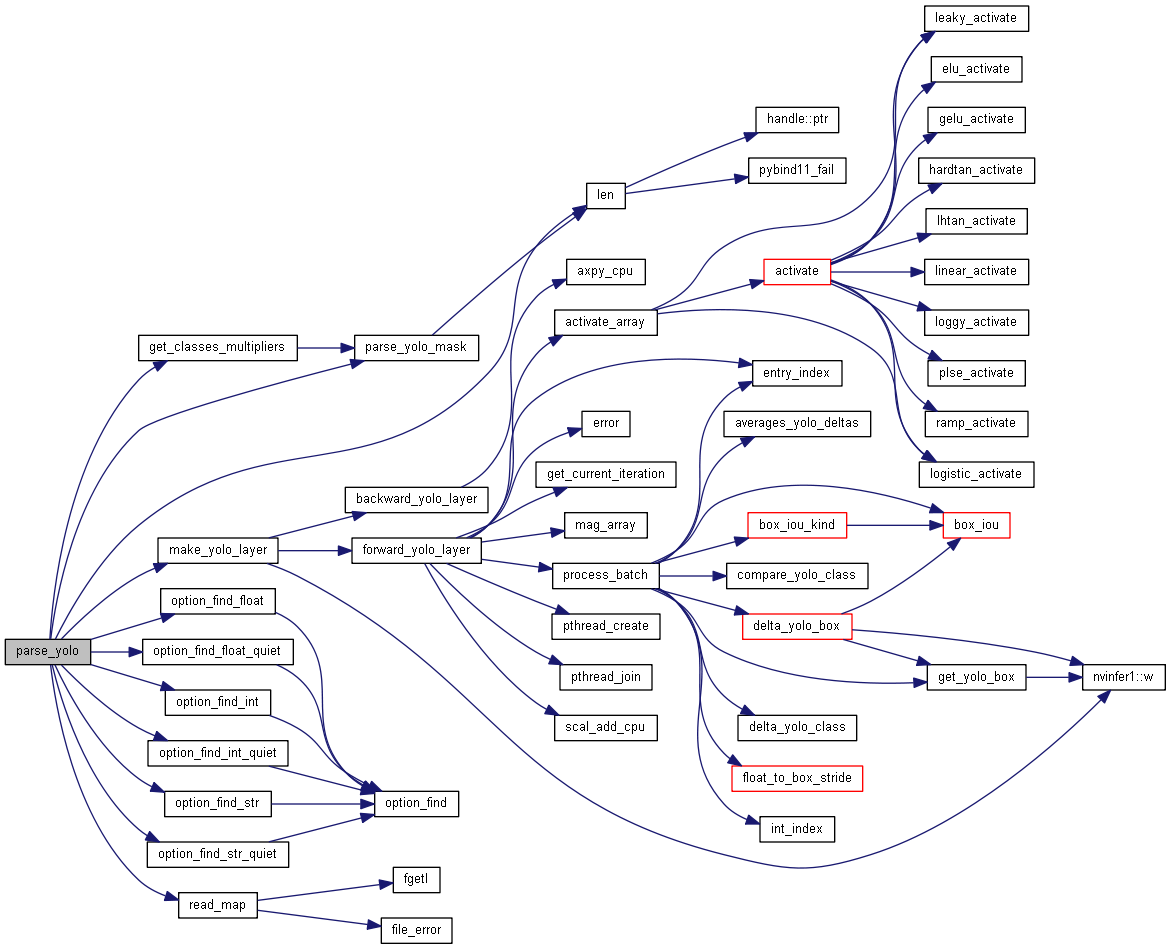 leaky_activate
elu_activate
handle::ptr
gelu_activate
pybind11_fail
hardtan_activate
len
lhtan_activate
axpy_cpu
activate
linear_activate
activate_array
loggy_activate
get_classes_multipliers
parse_yolo_mask
entry_index
plse_activate
error
averages_yolo_deltas
ramp_activate
get_current_iteration
logistic_activate
backward_yolo_layer
mag_array
box_iou_kind
box_iou
make_yolo_layer
forward_yolo_layer
process_batch
compare_yolo_class
option_find_float
pthread_create
delta_yolo_box
parse_yolo
option_find_float_quiet
pthread_join
get_yolo_box
nvinfer1::w
option_find_int
scal_add_cpu
delta_yolo_class
option_find_int_quiet
float_to_box_stride
option_find_str
option_find
int_index
option_find_str_quiet
fgetl
read_map
file_error